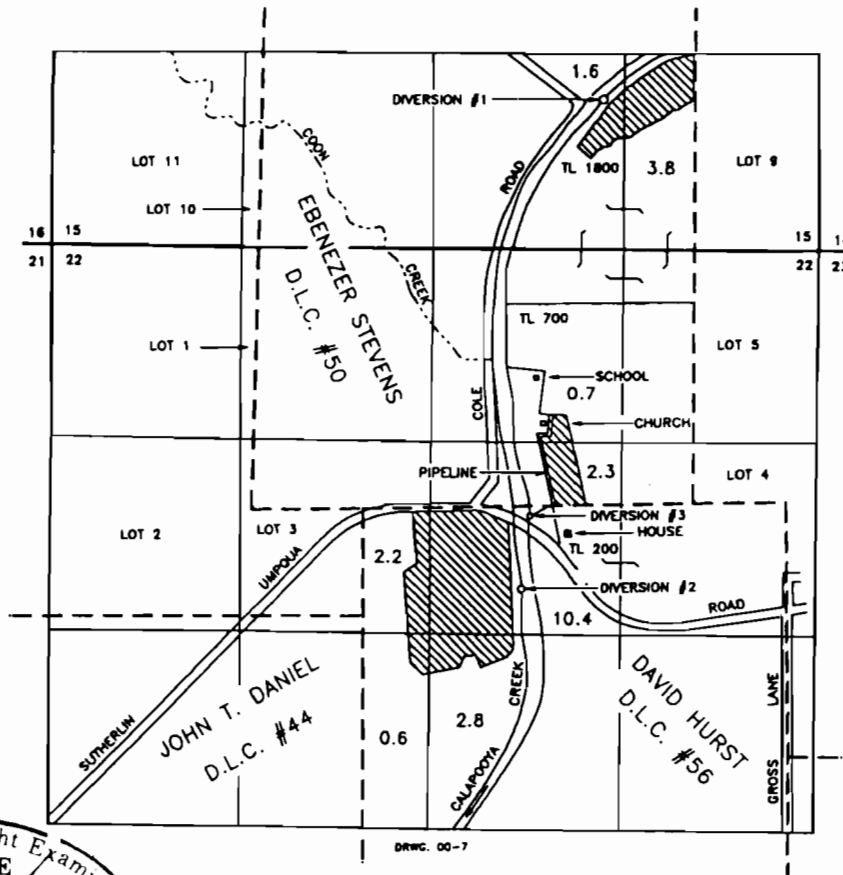 1.6
DIVERSION #1
LOT 11
COON
ROAD
TL 1800
3.8
LOT 9
LOT 10
EBENEZER STEVENS
D.L.C. #50
16 15
21 22
15
22
CREEK
TL 700
LOT 1
LOT 5
SCHOOL
0.7
COLE
CHURCH
PIPELINE
2.3
LOT 4
LOT 2
LOT 3
DIVERSION #3
HOUSE
TL 200
2.2
UMPQUA
DIVERSION #2
ROAD
10.4
JOHN T. DANIEL
D.L.C. #44
DAVID HURST
D.L.C. #56
CREEK
GROSS LANE
SUTHERLIN
0.6
2.8
CALAPOOYA
DRWG. 00-7